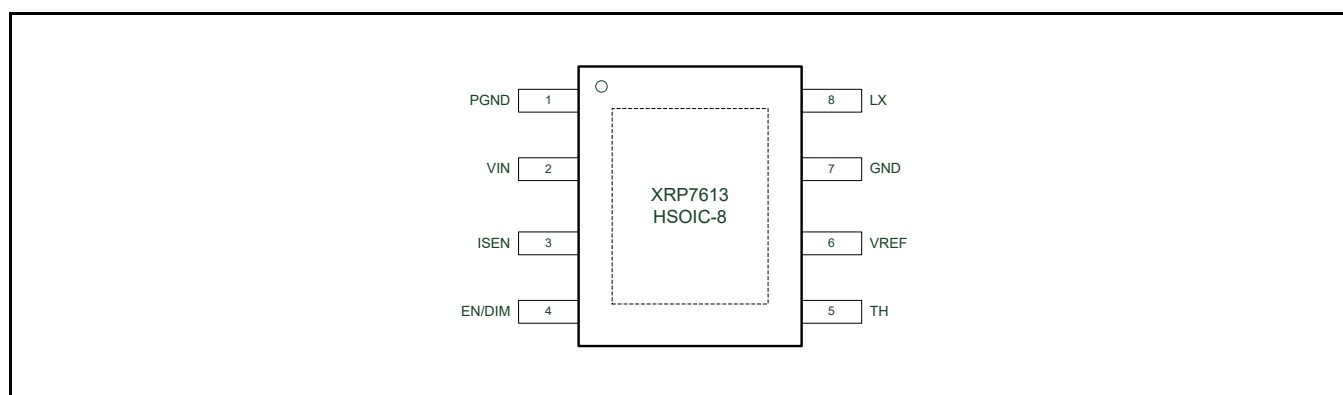 PGND 1
8 LX
VIN 2
7 GND
XRP7613
HSOIC-8
ISEN 3
6 VREF
EN/DIM 4
5 TH